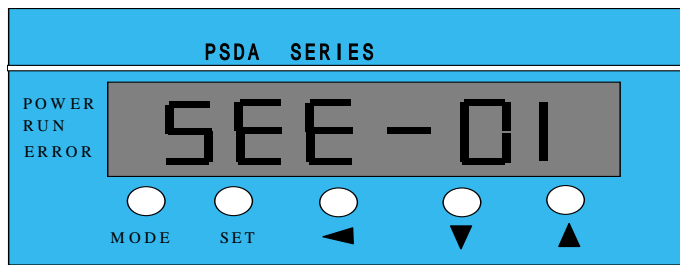 PSDA SERIES
POWER
RUN
ERROR
SEE-01
MODE SET